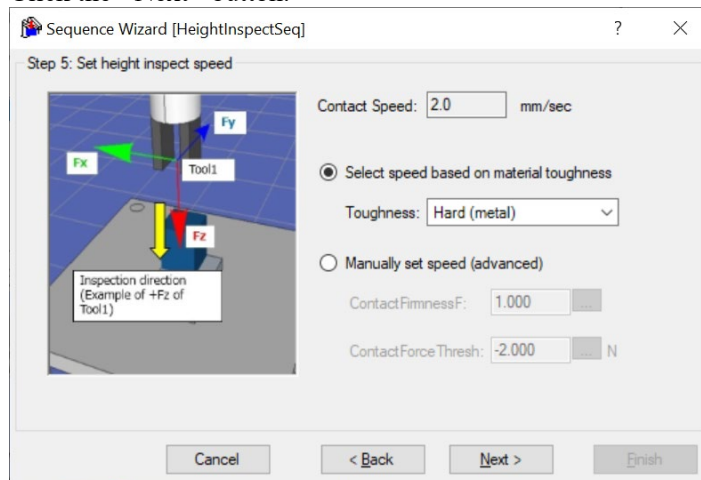 Sequence Wizard [HeightInspectSeq]
?
Step 5: Set height inspect speed
Fy
Fx
Tool1
Fz
Inspection direction
(Example of +Fz of
Tool1)
Contact Speed: 2.0 mm/sec
Select speed based on material toughness
Toughness: Hard (metal)
Manually set speed (advanced)
ContactFirmnessF: 1.000 ...
ContactForceThresh: -2.000 ... N
Cancel
< Back
Next >
Finish